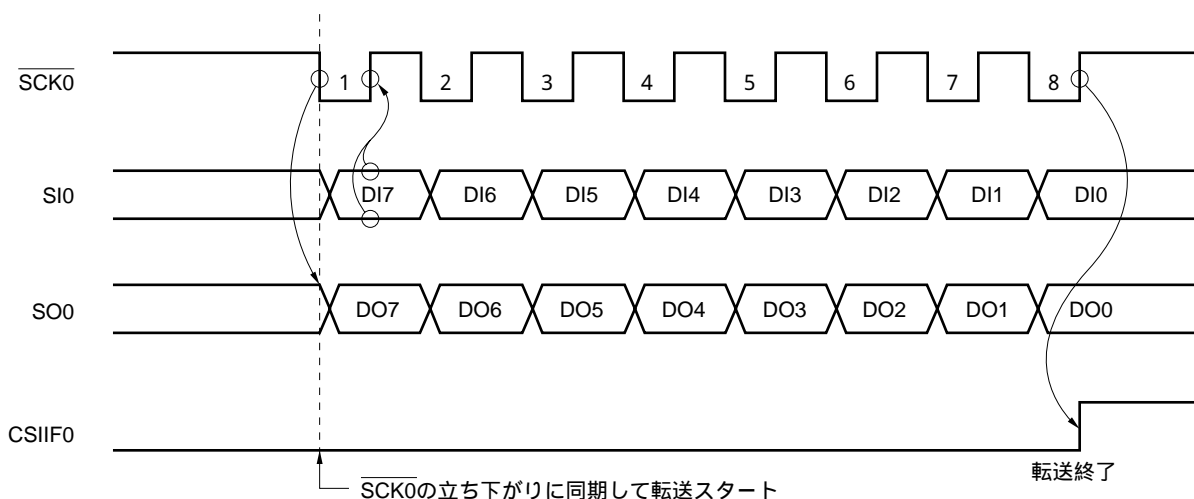 SCK0 1 2 3 4 5 6 7 8
SI0 DI7 DI6 DI5 DI4 DI3 DI2 DI1 DI0
SO0 DO7 DO6 DO5 DO4 DO3 DO2 DO1 DO0
CSIIF0
転送終了
SCK0の立ち下がりに同期して転送スタート